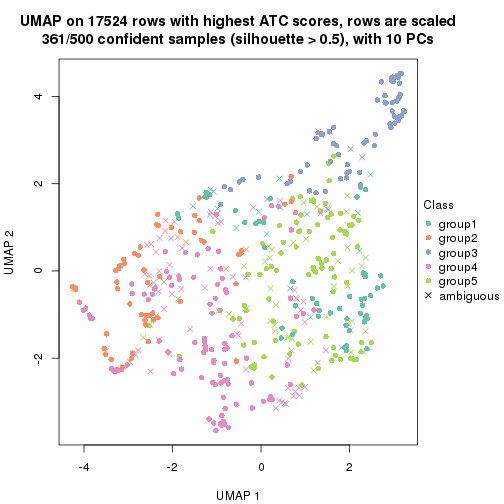 UMAP on 17524 rows with highest ATC scores, rows are scaled
361/500 confident samples (silhouette > 0.5), with 10 PCs
UMAP 2
4
2
0
-2
-4
-2
0
2
UMAP 1
Class
group1
group2
group3
group4
group5
ambiguous